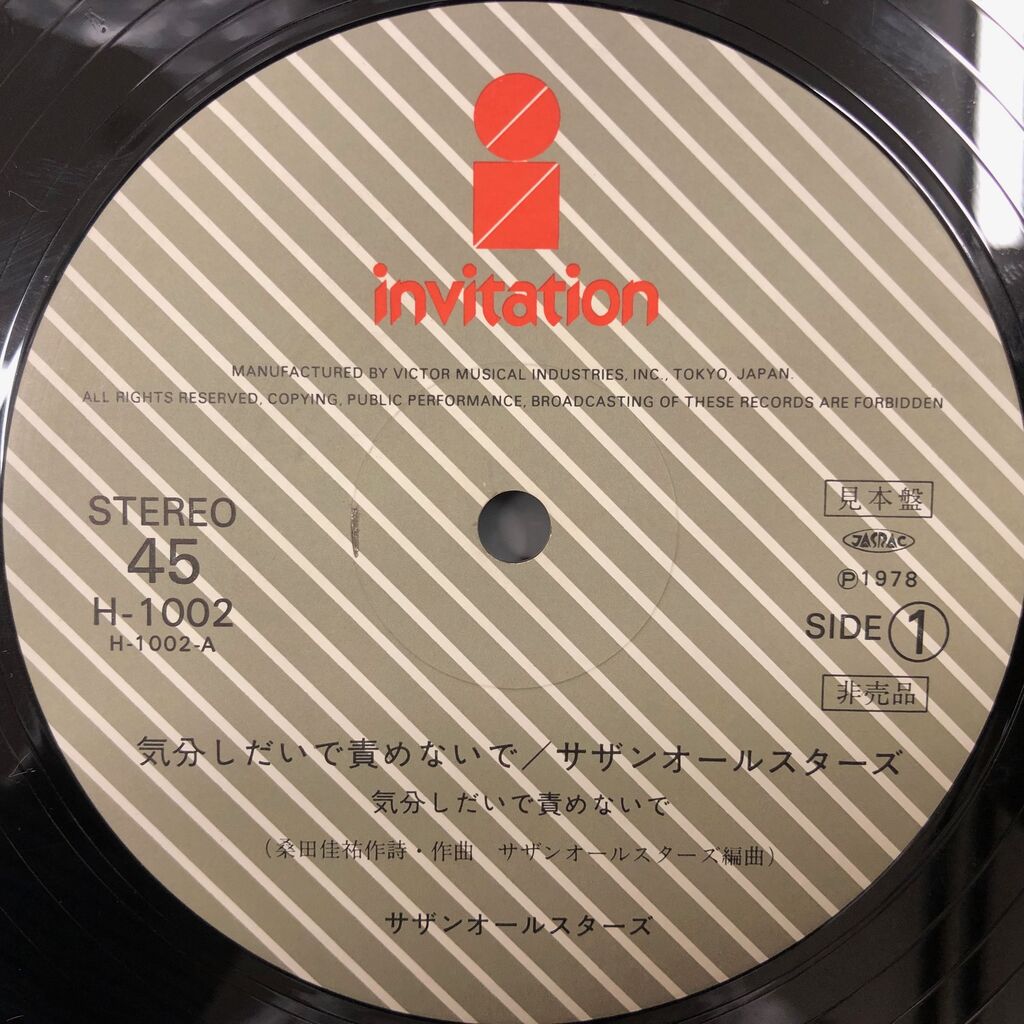 invitation
MANUFACTURED BY VICTOR MUSICAL INDUSTRIES, INC., TOKYO, JAPAN.
ALL RIGHTS RESERVED, COPYING, PUBLIC PERFORMANCE, BROADCASTING OF THESE RECORDS ARE FORBIDDEN
STEREO
45
H-1002
H-1002-A
見本盤
JASRAC
Ⓟ1978
SIDE 1
非売品
気分しだいで責めないで/サザンオールスターズ
気分しだいで責めないで
(桑田佳祐作詩・作曲 サザンオールスターズ編曲)
サザンオールスターズ